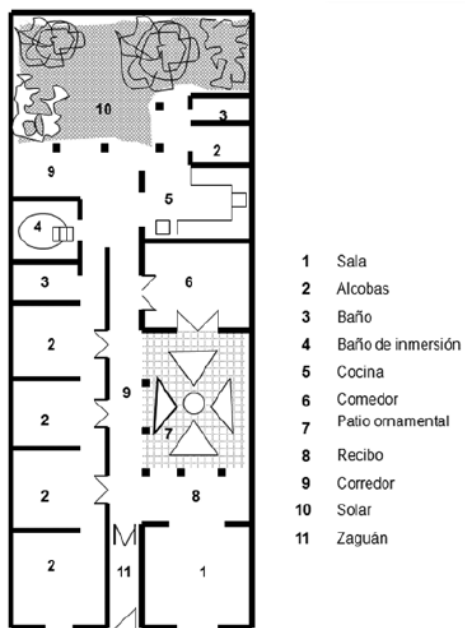 10
3
2
9
5
4
3
6
2
9
2
7
8
2
2
11
1
1 Sala
2 Alcobas
3 Baño
4 Baño de inmersión
5 Cocina
6 Comedor
7 Patio ornamental
8 Recibo
9 Corredor
10 Solar
11 Zaguán